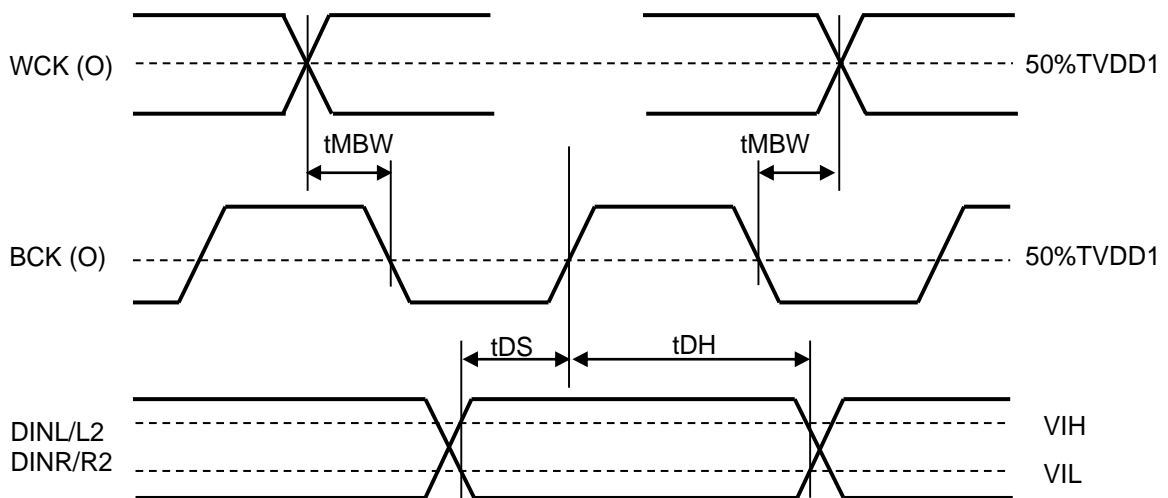 WCK (O)
50%TVDD1
tMBW
tMBW
BCK (O)
50%TVDD1
tDS
tDH
DINL/L2
DINR/R2
VIH
VIL